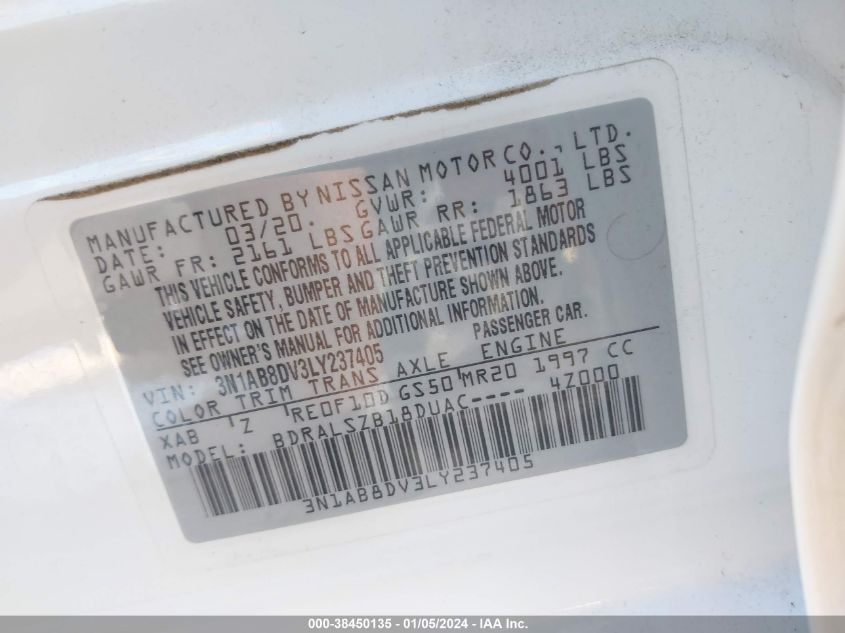 MANUFACTURED BY NISSAN MOTOR CO., LTD.
DATE: 03/20. GVWR: 4001 LBS
GAWR FR: 2161 LBS GAWR RR: 1863 LBS
THIS VEHICLE CONFORMS TO ALL APPLICABLE FEDERAL MOTOR
VEHICLE SAFETY, BUMPER AND THEFT PREVENTION STANDARDS
IN EFFECT ON THE DATE OF MANUFACTURE SHOWN ABOVE.
SEE OWNER'S MANUAL FOR ADDITIONAL INFORMATION.
VIN: 3N1AB8DV3LY237405 PASSENGER CAR.
COLOR TRIM TRANS AXLE ENGINE
XAB Z RE0F10D GS50 MR20 1997 CC
MODEL: BDRALSZB18DUAC---- 4Z000
3N1AB8DV3LY237405
000-38450135 - 01/05/2024 - IAA Inc.